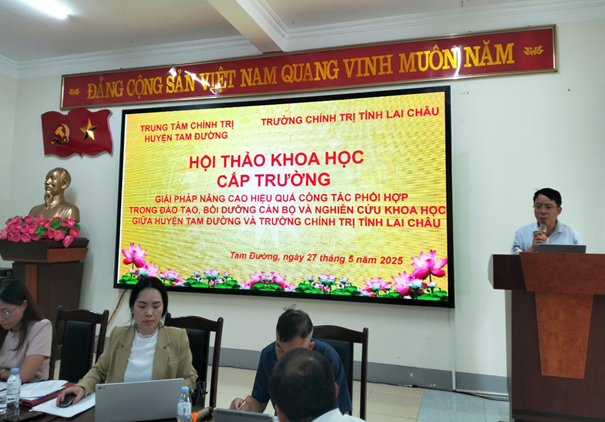 ĐẢNG CỘNG SẢN VIỆT NAM QUANG VINH MUÔN NĂM
TRUNG TÂM CHÍNH TRỊ
HUYỆN TAM ĐƯỜNG
TRƯỜNG CHÍNH TRỊ TỈNH LAI CHÂU
HỘI THẢO KHOA HỌC
CẤP TRƯỜNG
GIẢI PHÁP NÂNG CAO HIỆU QUẢ CÔNG TÁC PHỐI HỢP
TRONG ĐÀO TẠO, BỒI DƯỠNG CÁN BỘ VÀ NGHIÊN CỨU KHOA HỌC
GIỮA HUYỆN TAM ĐƯỜNG VÀ TRƯỜNG CHÍNH TRỊ TỈNH LAI CHÂU
Tam Đường, ngày 27 tháng 5 năm 2025